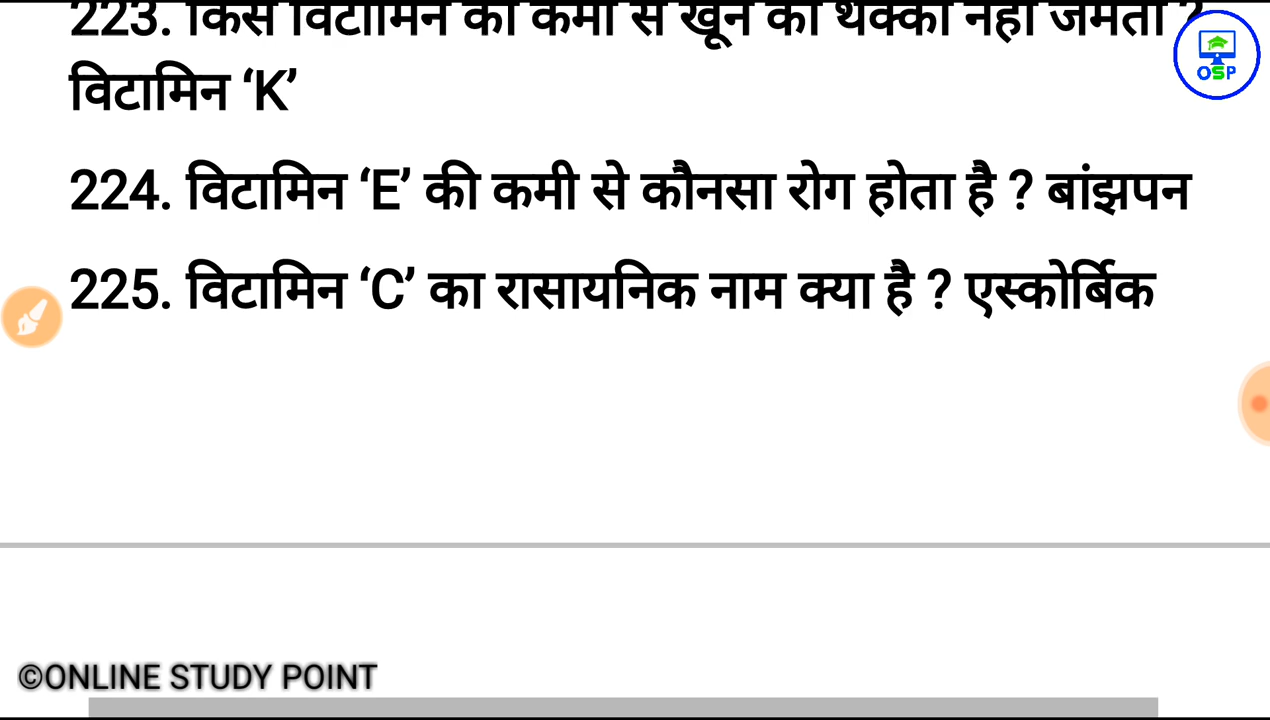 223. किस विटामिन की कमी से खून का थक्का नहीं जमता ?
OSP
विटामिन ‘K’
224. विटामिन ‘E’ की कमी से कौनसा रोग होता है ? बांझपन
225. विटामिन ‘C’ का रासायनिक नाम क्या है ? एस्कोर्बिक
©ONLINE STUDY POINT